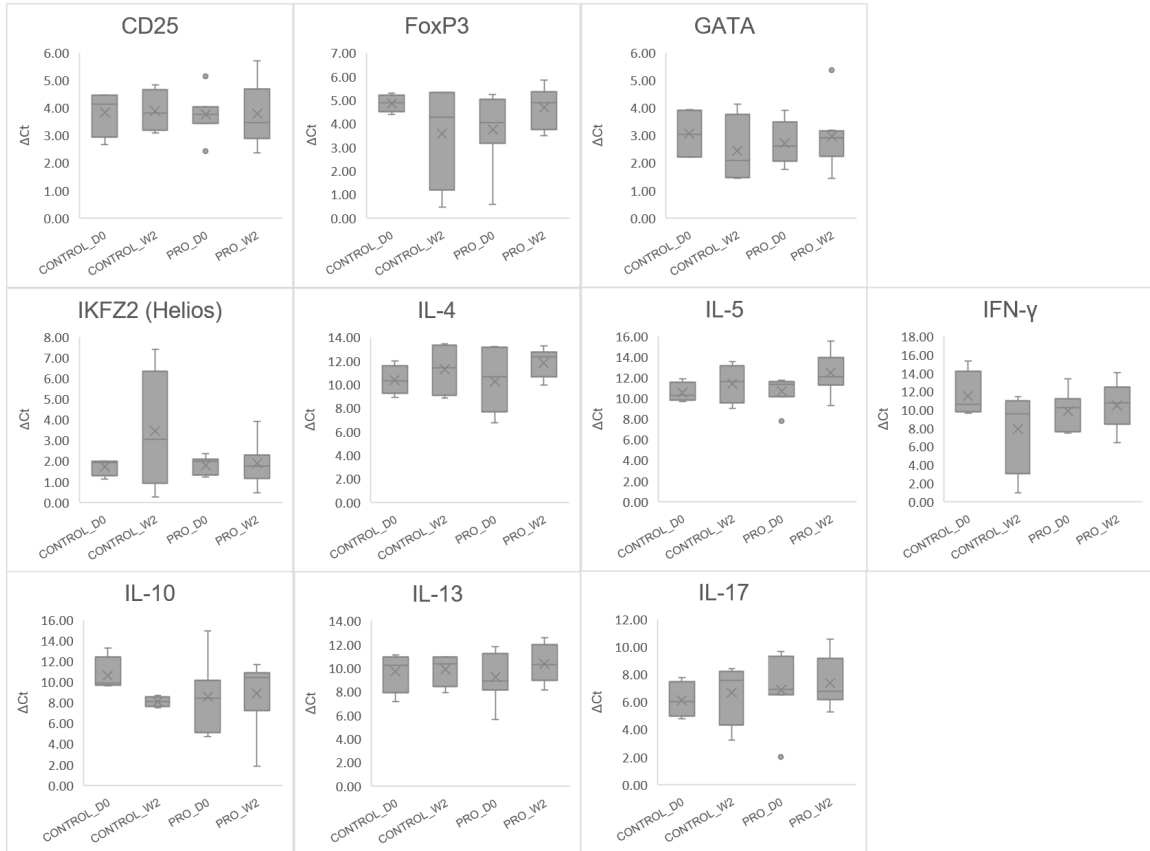 CD25
ΔCt
6.00
5.00
4.00
3.00
2.00
1.00
0.00
CONTROL_D0
CONTROL_W2
PRO_D0
PRO_W2
FoxP3
ΔCt
7.00
6.00
5.00
4.00
3.00
2.00
1.00
0.00
CONTROL_D0
CONTROL_W2
PRO_D0
PRO_W2
GATA
ΔCt
6.00
5.00
4.00
3.00
2.00
1.00
0.00
CONTROL_D0
CONTROL_W2
PRO_D0
PRO_W2
IKFZ2 (Helios)
ΔCt
8.00
7.00
6.00
5.00
4.00
3.00
2.00
1.00
0.00
CONTROL_D0
CONTROL_W2
PRO_D0
PRO_W2
IL-4
ΔCt
14.00
12.00
10.00
8.00
6.00
4.00
2.00
0.00
CONTROL_D0
CONTROL_W2
PRO_D0
PRO_W2
IL-5
ΔCt
16.00
14.00
12.00
10.00
8.00
6.00
4.00
2.00
0.00
CONTROL_D0
CONTROL_W2
PRO_D0
PRO_W2
IFN-γ
ΔCt
18.00
16.00
14.00
12.00
10.00
8.00
6.00
4.00
2.00
0.00
CONTROL_D0
CONTROL_W2
PRO_D0
PRO_W2
IL-10
ΔCt
16.00
14.00
12.00
10.00
8.00
6.00
4.00
2.00
0.00
CONTROL_D0
CONTROL_W2
PRO_D0
PRO_W2
IL-13
ΔCt
14.00
12.00
10.00
8.00
6.00
4.00
2.00
0.00
CONTROL_D0
CONTROL_W2
PRO_D0
PRO_W2
IL-17
ΔCt
12.00
10.00
8.00
6.00
4.00
2.00
0.00
CONTROL_D0
CONTROL_W2
PRO_D0
PRO_W2